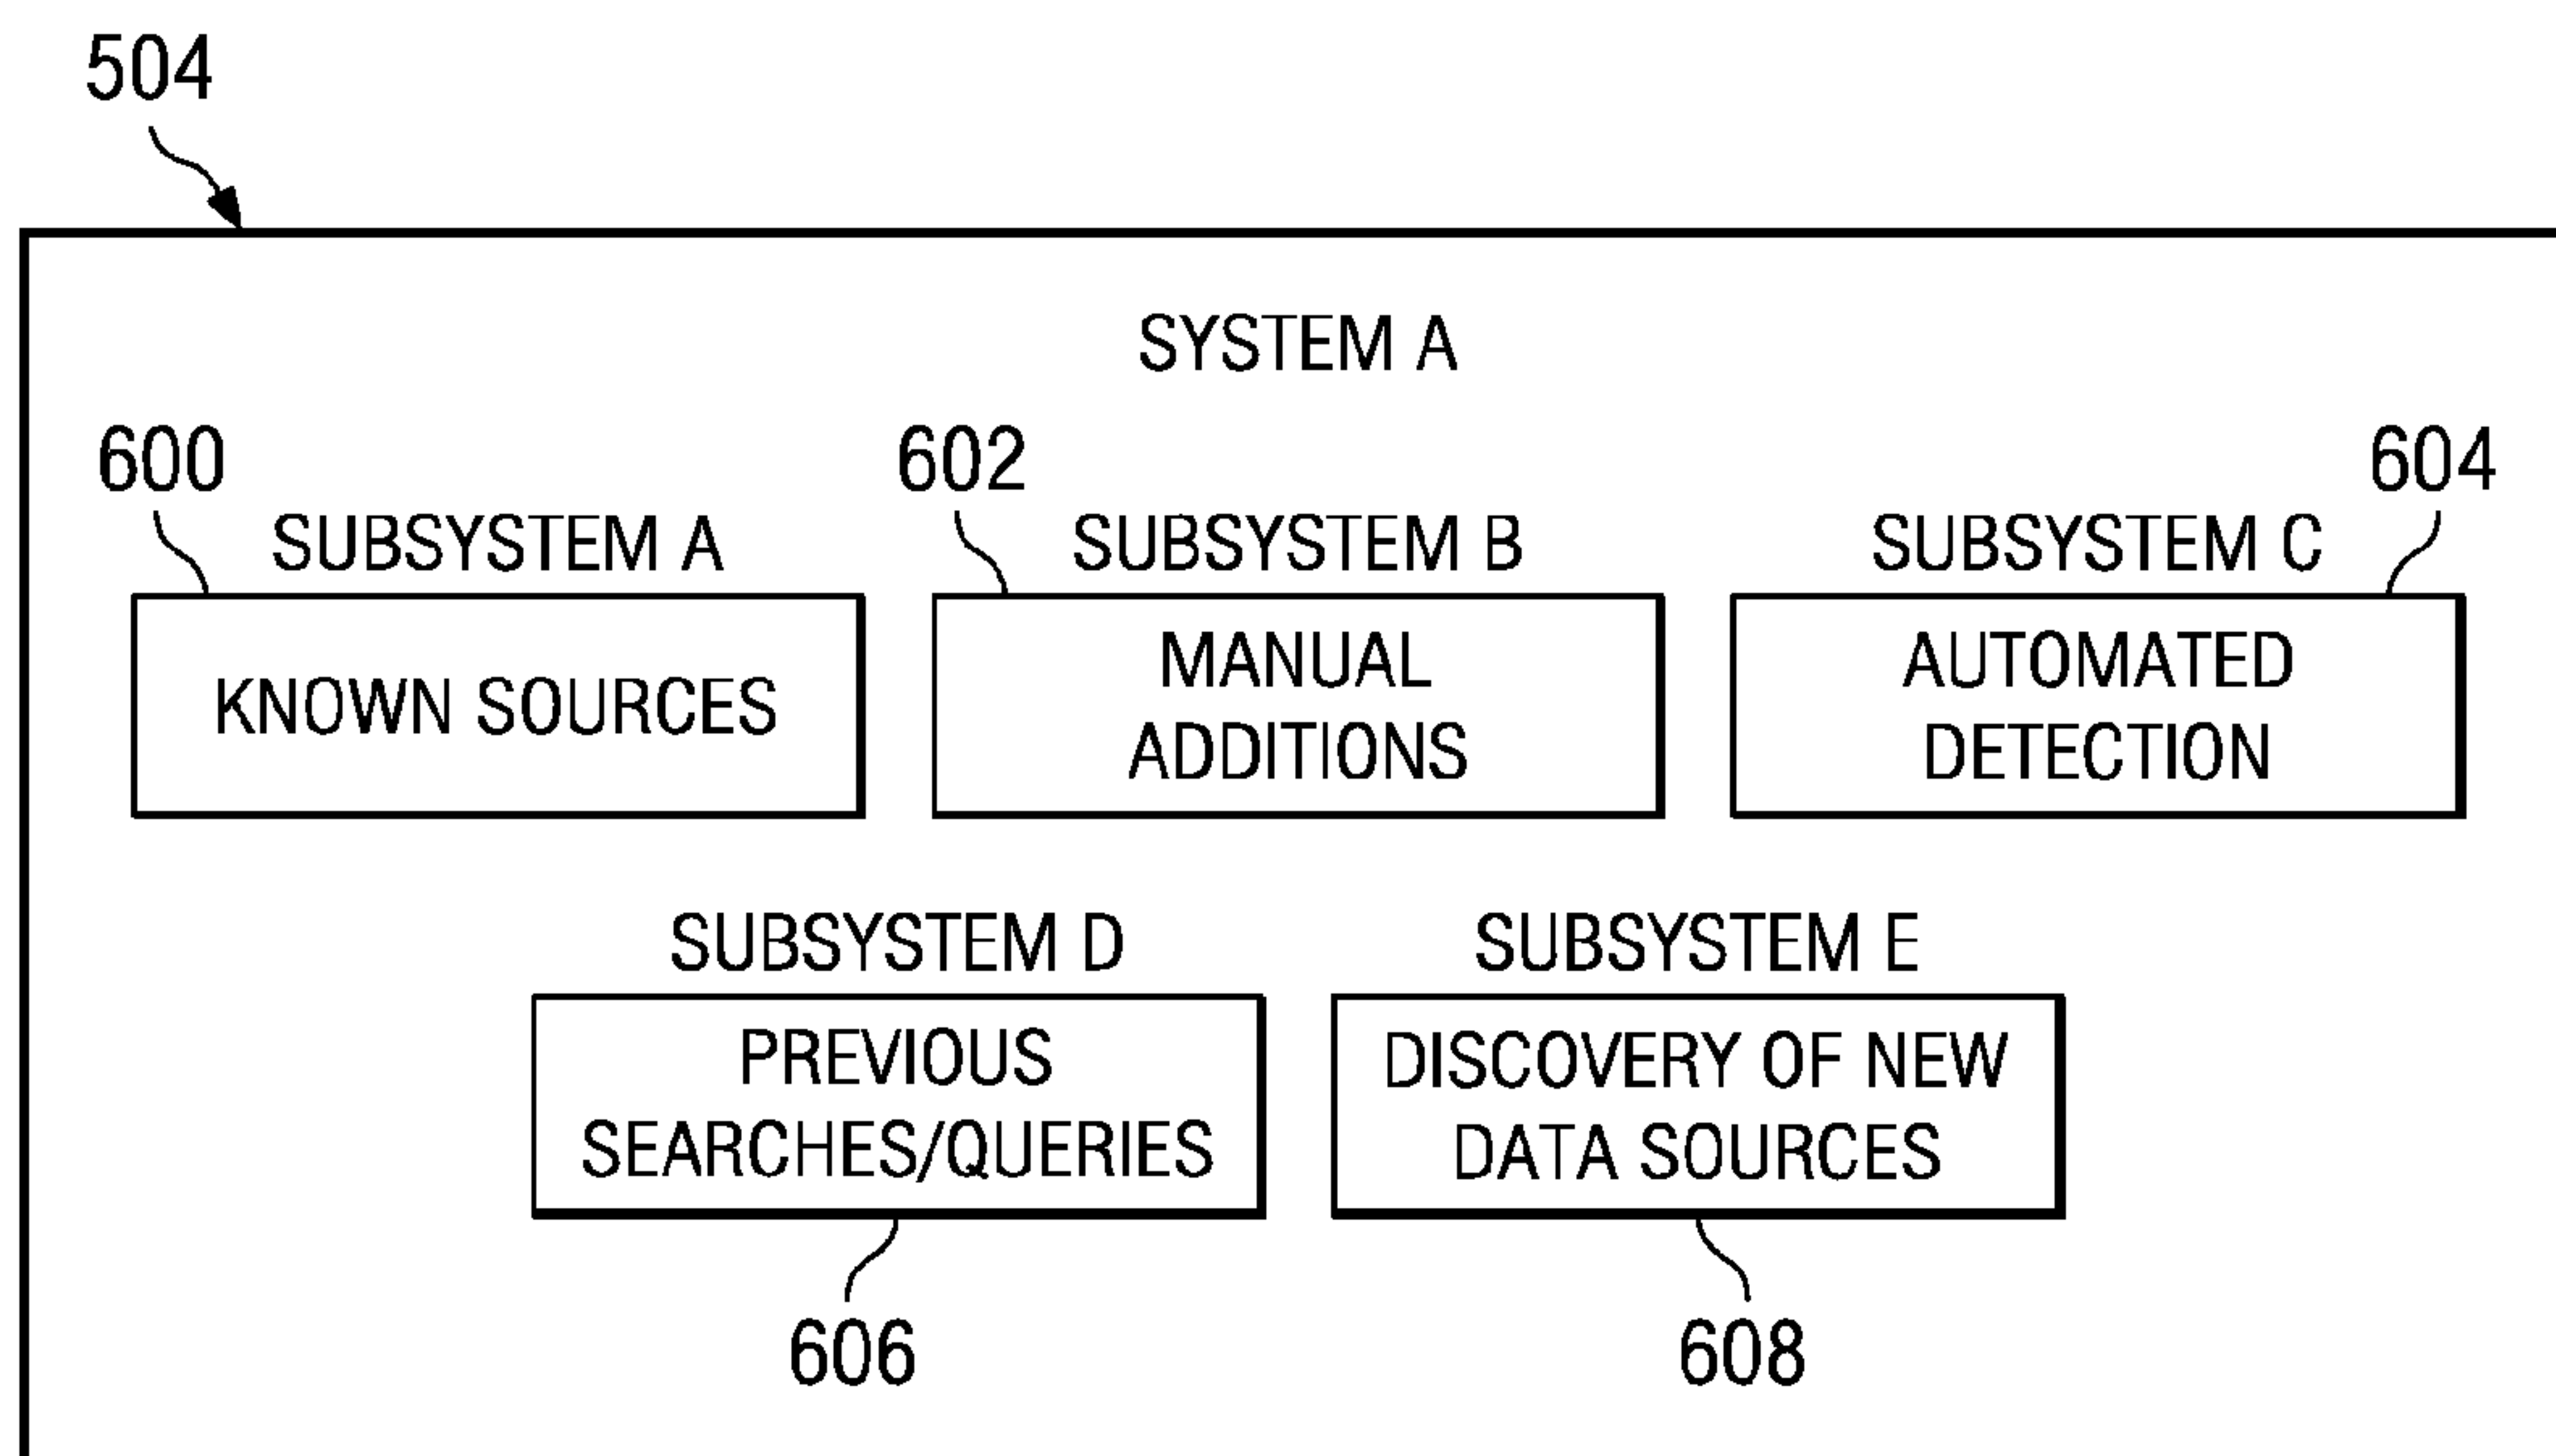 504
SYSTEM A
600
602
604
SUBSYSTEM A
SUBSYSTEM B
SUBSYSTEM C
KNOWN SOURCES
MANUAL
ADDITIONS
AUTOMATED
DETECTION
SUBSYSTEM D
SUBSYSTEM E
PREVIOUS
SEARCHES/QUERIES
DISCOVERY OF NEW
DATA SOURCES
606
608